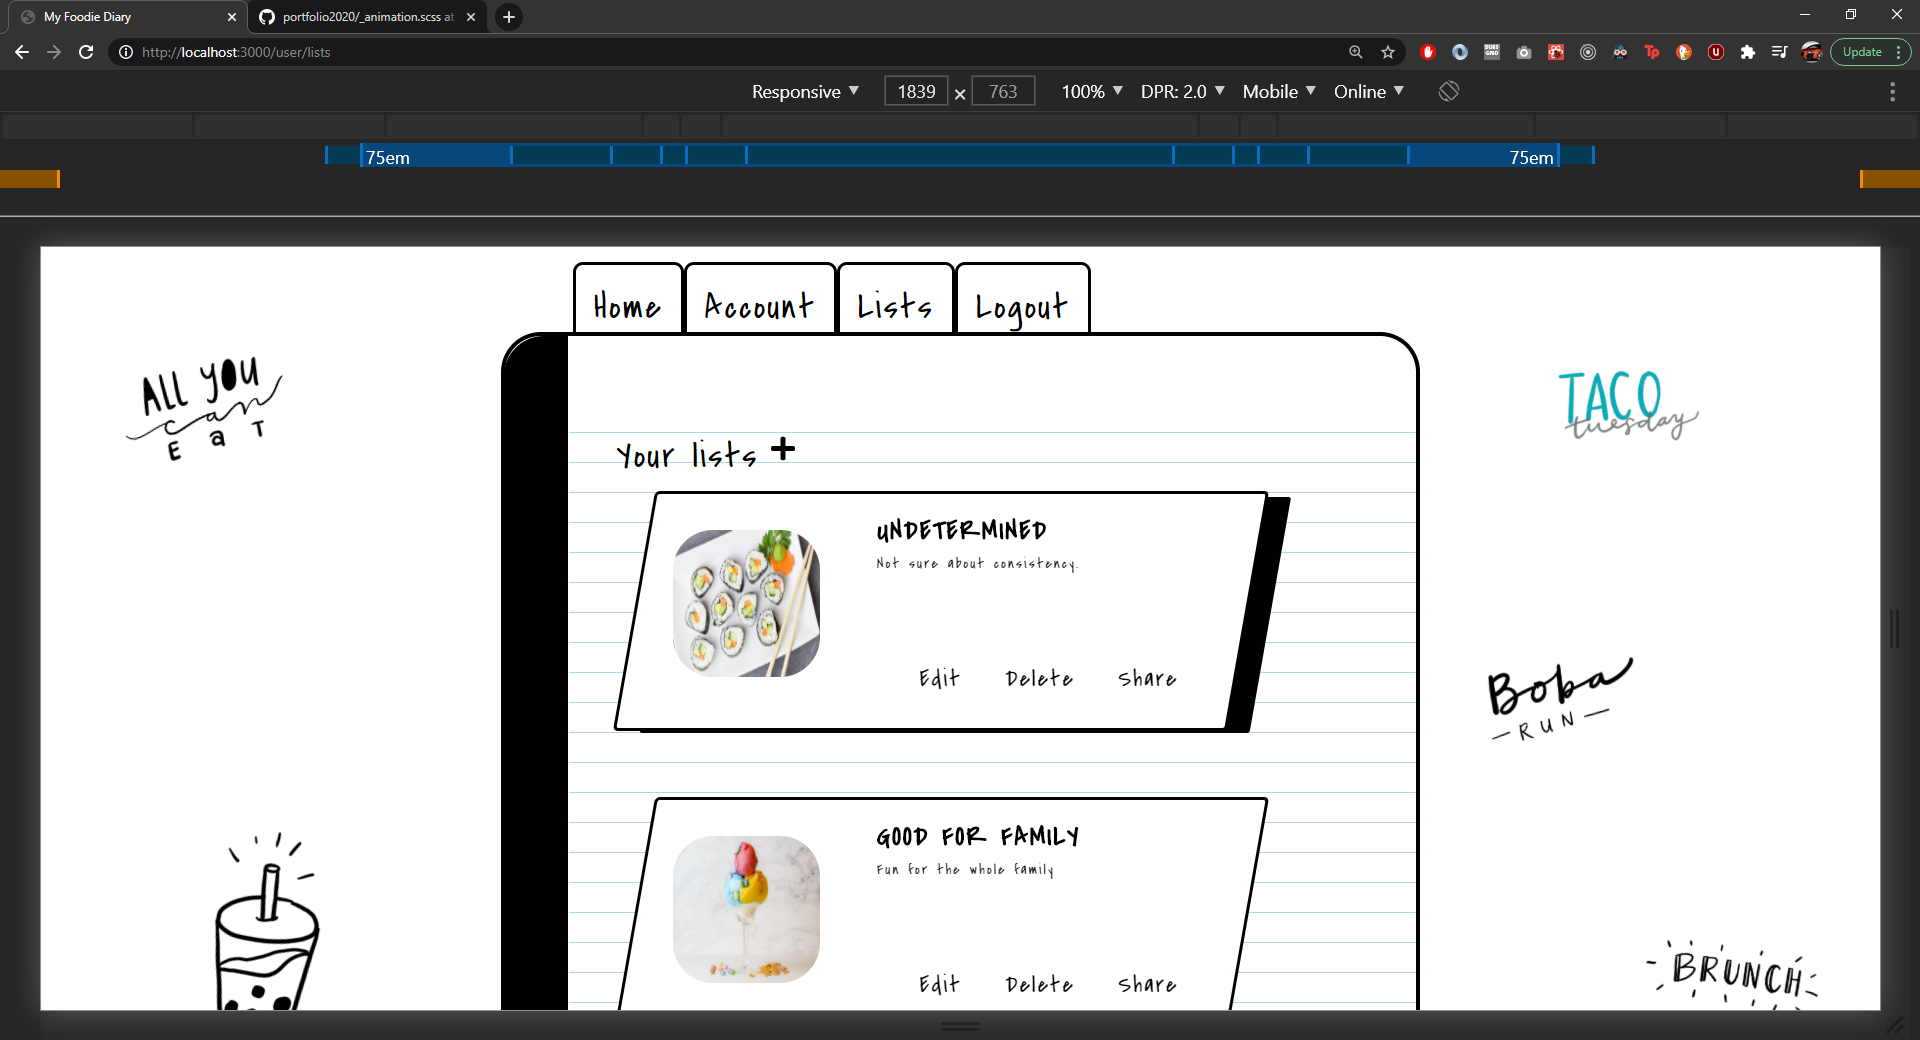 My Foodie Diary
portfolio2020/_animation.scss at
http://localhost:3000/user/lists
Update
Responsive 1839 × 763 100% DPR: 2.0 Mobile Online
75em 75em
Home Account Lists Logout
ALL YOU
can
Eat
TACO
tuesday
Your lists +
UNDETERMINED
Not sure about consistency.
Edit Delete Share
Boba
-RUN-
GOOD FOR FAMILY
Fun for the whole family
Edit Delete Share
BRUNCH